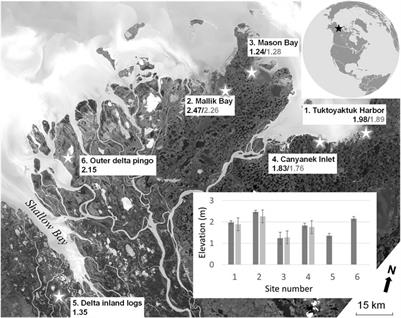 3. Mason Bay
1.24/1.28
2. Mallik Bay
2.47/2.26
1. Tuktoyaktuk Harbor
1.98/1.89
6. Outer delta pingo
2.15
4. Canyanek Inlet
1.83/1.76
Shallow Bay
5. Delta inland logs
1.35
Elevation (m)
3
2
1
0
1 2 3 4 5 6
Site number
N
15 km